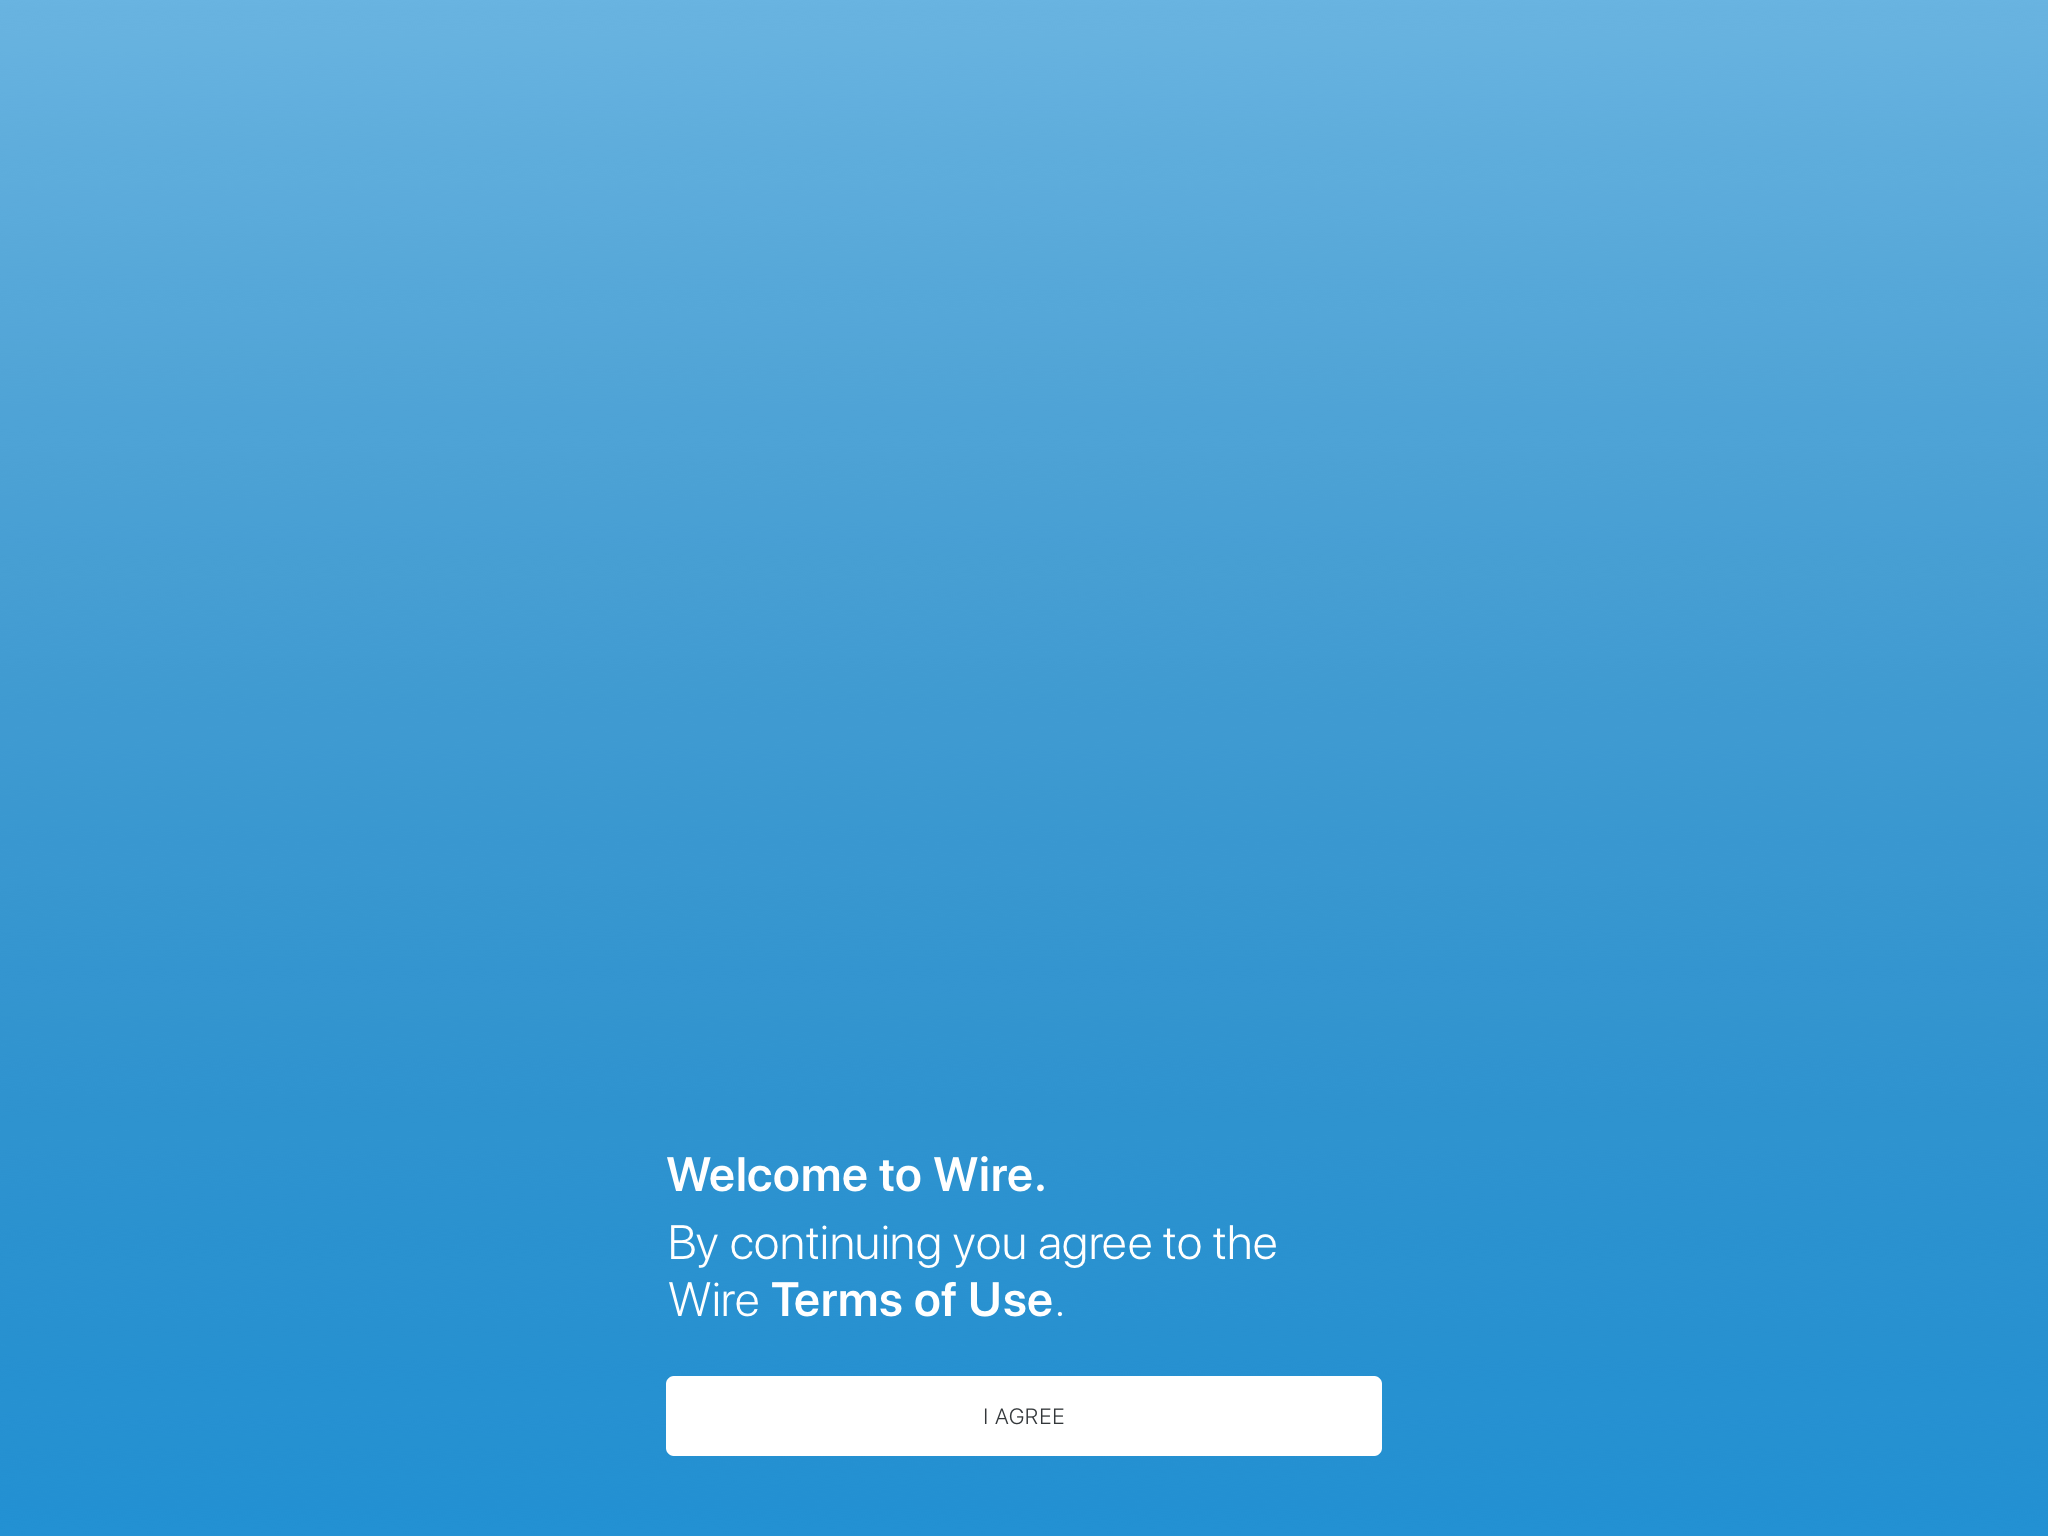 Welcome to Wire.
By continuing you agree to the
Wire Terms of Use.
I AGREE